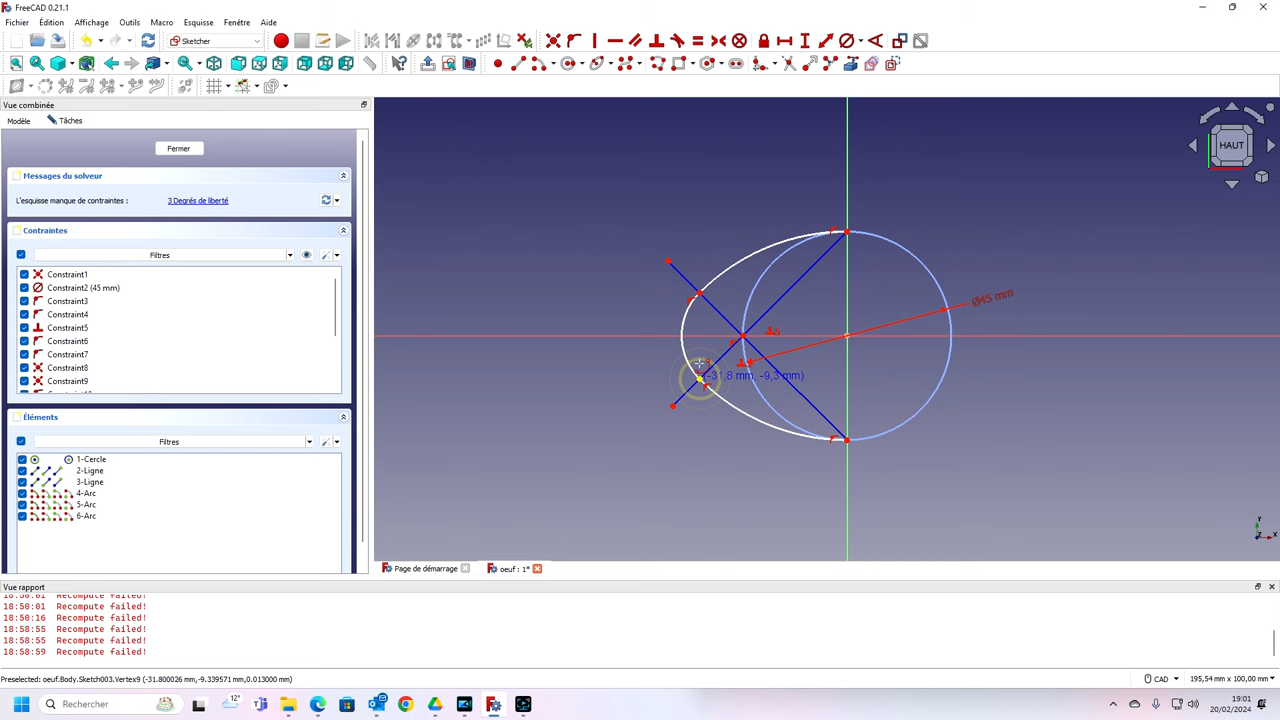 FreeCAD 0.21.1
Fichier Édition Affichage Outils Macro Esquisse Fenêtre Aide
Sketcher
Vue combinée
Modèle Tâches
Fermer
Messages du solveur
L'esquisse manque de contraintes : 3 Degrés de liberté
Contraintes
Filtres
Constraint1
Constraint2 (45 mm)
Constraint3
Constraint4
Constraint5
Constraint6
Constraint7
Constraint8
Constraint9
Éléments
Filtres
1-Cercle
2-Ligne
3-Ligne
4-Arc
5-Arc
6-Arc
HAUT
Ø45 mm
(-31,8 mm, -9,3 mm)
Y
X
Page de démarrage
oeuf : 1*
Vue rapport
18:50:01 Recompute failed!
18:50:01 Recompute failed!
18:50:16 Recompute failed!
18:58:55 Recompute failed!
18:58:55 Recompute failed!
18:58:59 Recompute failed!
Preselected: oeuf.Body.Sketch003.Vertex9 (-31.800026 mm,-9.339571 mm,0.013000 mm)
CAD
195,54 mm x 100,00 mm
Rechercher
12°
19:01
20/02/2024